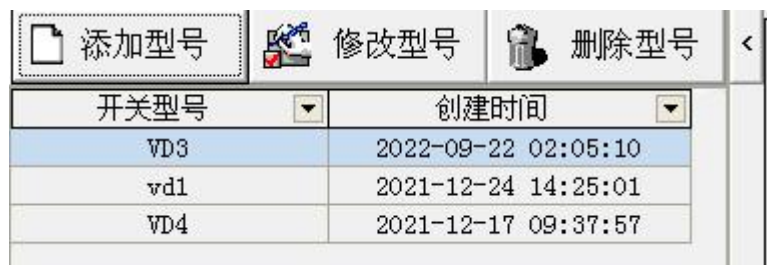 添加型号 修改型号 删除型号 <
开关型号 创建时间
VD3 2022-09-22 02:05:10
vd1 2021-12-24 14:25:01
VD4 2021-12-17 09:37:57